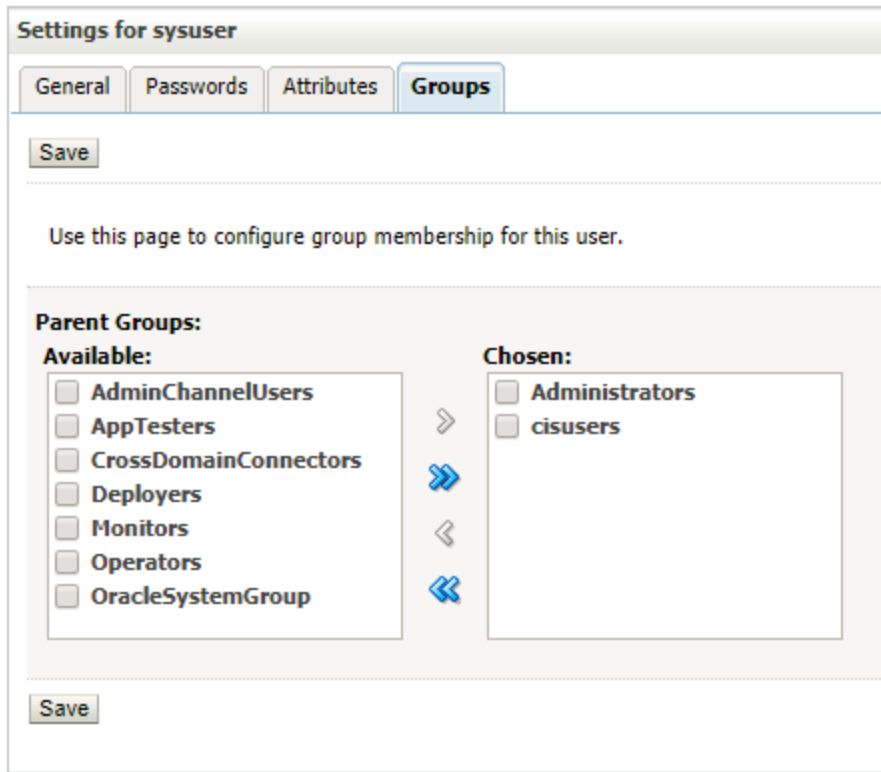 Settings for sysuser
General Passwords Attributes Groups
Save
Use this page to configure group membership for this user.
Parent Groups:
Available:
AdminChannelUsers
AppTesters
CrossDomainConnectors
Deployers
Monitors
Operators
OracleSystemGroup
Chosen:
Administrators
cisusers
Save